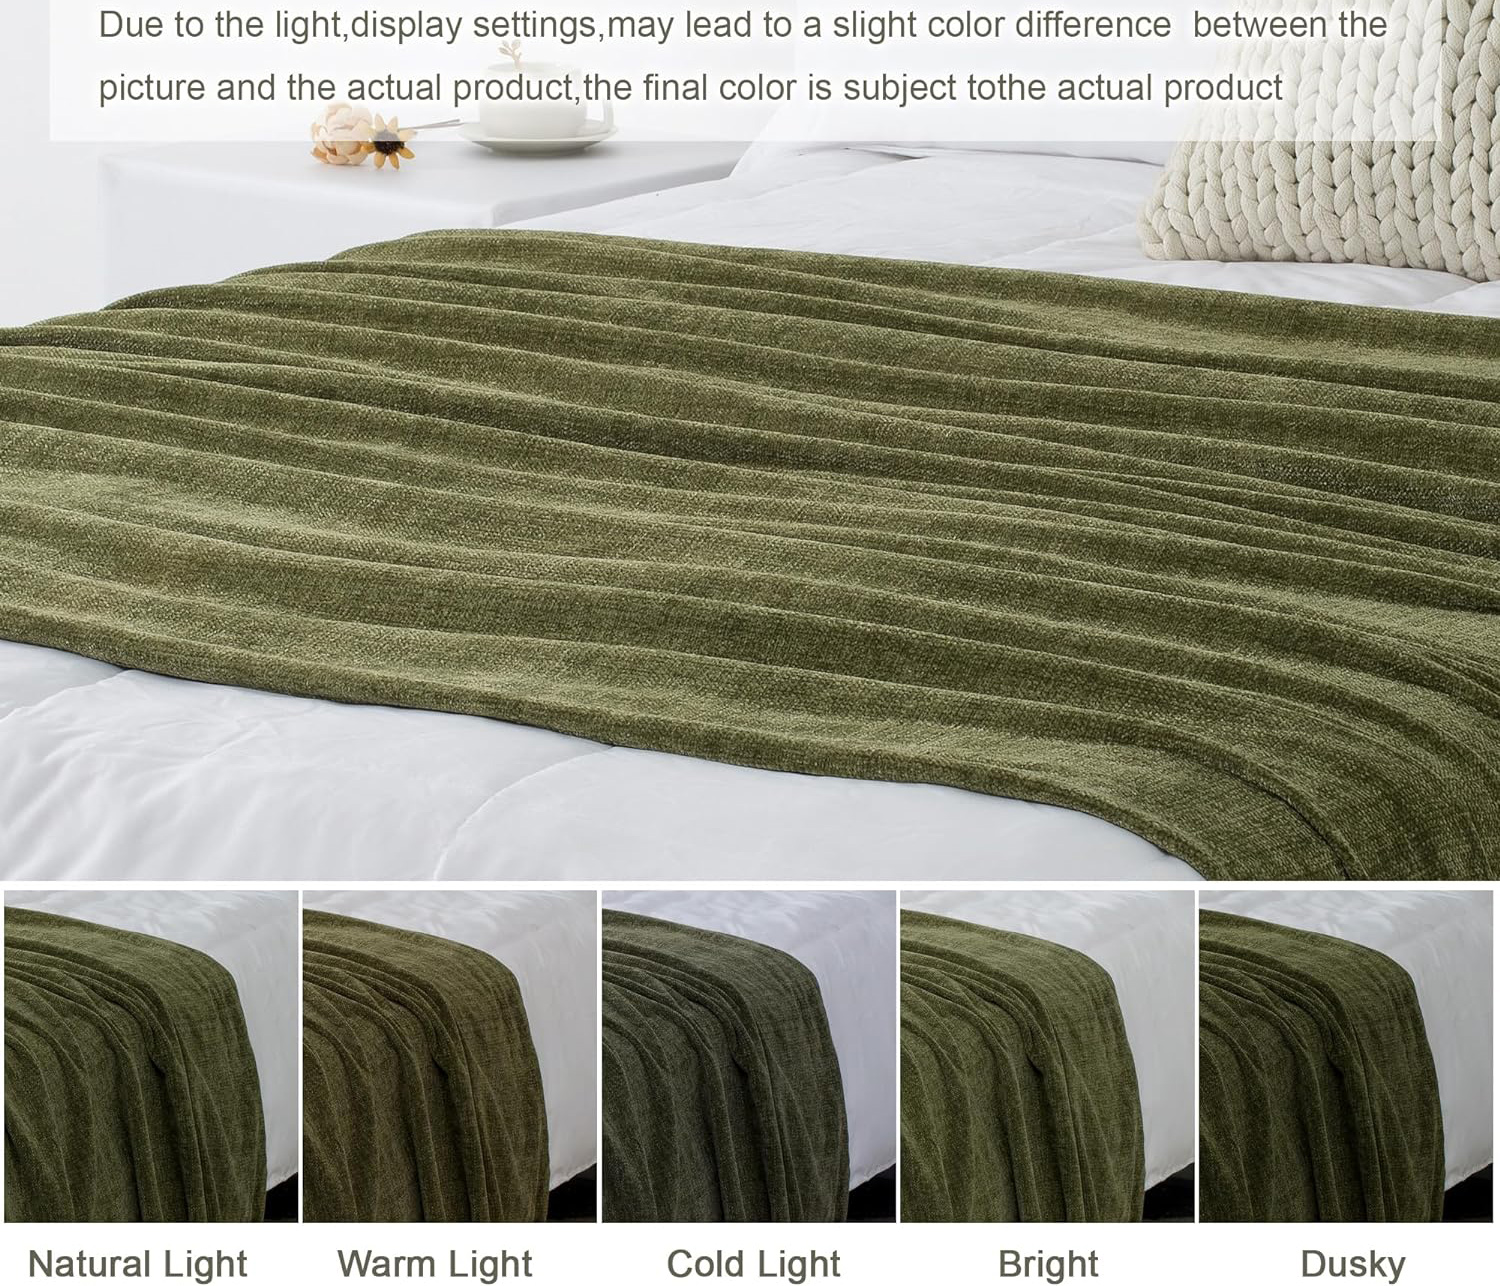 Due to the light,display settings,may lead to a slight color difference  between the
picture and the actual product,the final color is subject tothe actual product
Natural Light
Warm Light
Cold Light
Bright
Dusky